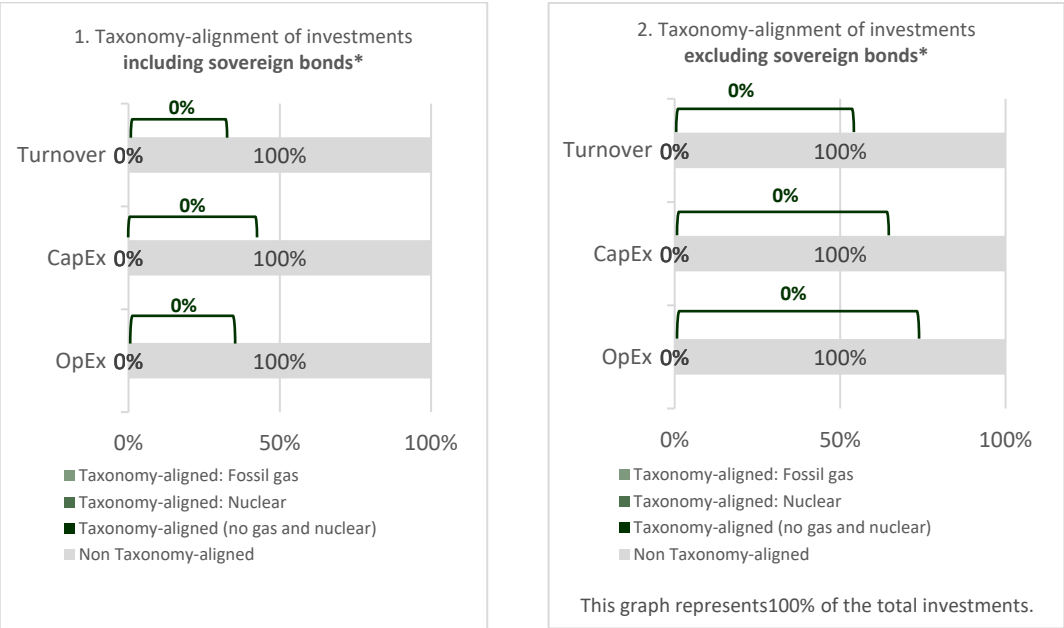 1. Taxonomy-alignment of investments
including sovereign bonds*
0%
Turnover 0% 100%
0%
CapEx 0% 100%
0%
OpEx 0% 100%
0% 50% 100%
Taxonomy-aligned: Fossil gas
Taxonomy-aligned: Nuclear
Taxonomy-aligned (no gas and nuclear)
Non Taxonomy-aligned
2. Taxonomy-alignment of investments
excluding sovereign bonds*
0%
Turnover 0% 100%
0%
CapEx 0% 100%
0%
OpEx 0% 100%
0% 50% 100%
Taxonomy-aligned: Fossil gas
Taxonomy-aligned: Nuclear
Taxonomy-aligned (no gas and nuclear)
Non Taxonomy-aligned
This graph represents100% of the total investments.